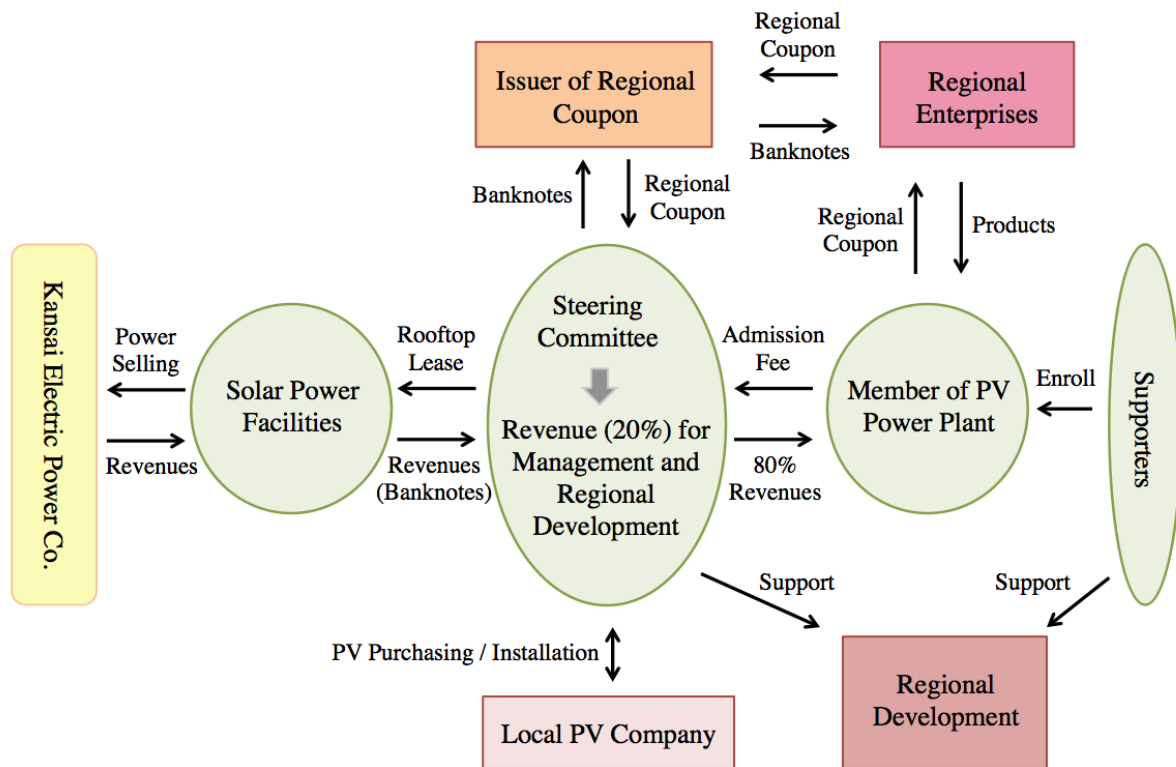 Regional
Coupon
Issuer of Regional
Coupon
Regional
Enterprises
Banknotes
Banknotes
Regional
Coupon
Regional
Coupon
Products
Kansai Electric Power Co.
Power
Selling
Revenues
Solar Power
Facilities
Rooftop
Lease
Revenues
(Banknotes)
Steering
Committee
Revenue (20%) for
Management and
Regional
Development
Admission
Fee
80%
Revenues
Member of PV
Power Plant
Enroll
Supporters
Support
Support
PV Purchasing / Installation
Local PV Company
Regional
Development